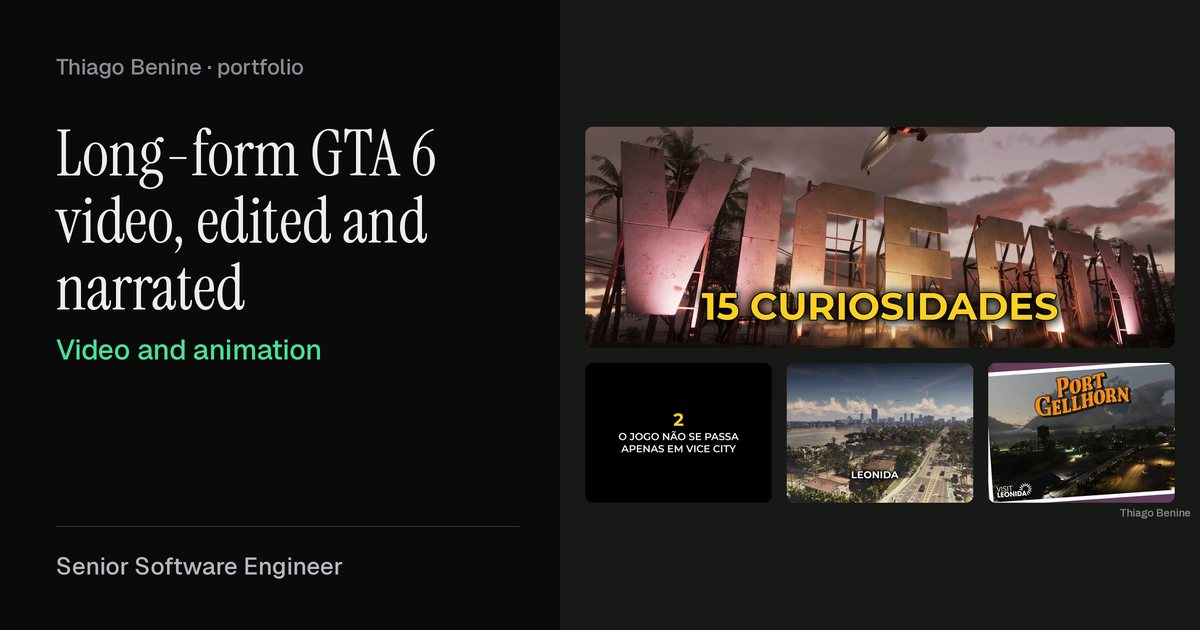 Thiago Benine · portfolio
Long-form GTA 6
video, edited and
narrated
Video and animation
Senior Software Engineer
VICE CITY
15 CURIOSIDADES
2
O JOGO NÃO SE PASSA
APENAS EM VICE CITY
LEONIDA
PORT
GELLHORN
VISIT
LEONIDA
Thiago Benine